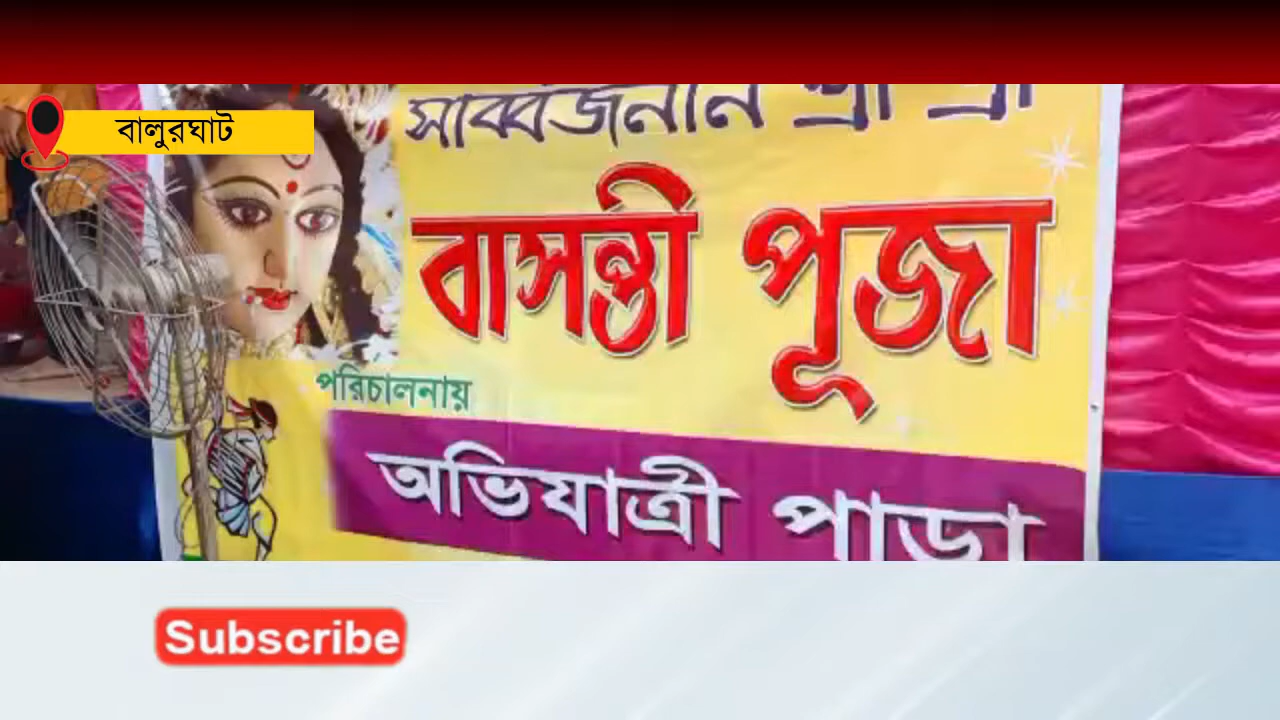 বালুরঘাট
সার্ব্বজনীন শ্রী শ্রী
বাসন্তী পূজা
পরিচালনায়
অভিযাত্রী পাড়া
Subscribe